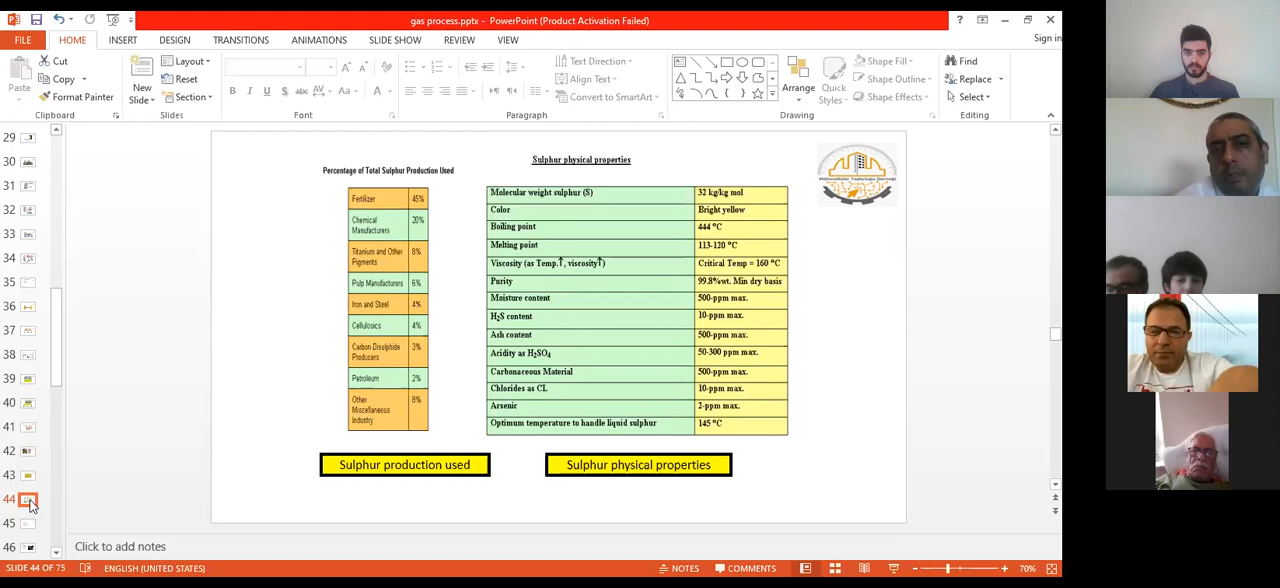 gas process.pptx - PowerPoint (Product Activation Failed)
FILE HOME INSERT DESIGN TRANSITIONS ANIMATIONS SLIDE SHOW REVIEW VIEW Sign in
Paste
Cut
Copy
Format Painter
Clipboard
New
Slide
Layout
Reset
Section
Slides
Font
Text Direction
Align Text
Convert to SmartArt
Paragraph
Arrange
Quick
Styles
Shape Fill
Shape Outline
Shape Effects
Drawing
Find
Replace
Select
Editing
29
30
31
32
33
34
35
36
37
38
39
40
41
42
43
44
45
46
Percentage of Total Sulphur Production Used
Fertilizer 45%
Chemical
Manufacturers 20%
Titanium and Other
Pigments 8%
Pulp Manufacturers 6%
Iron and Steel 4%
Cellulosics 4%
Carbon Disulphide
Producers 3%
Petroleum 2%
Other
Miscellaneous
Industry 8%
Sulphur production used
Sulphur physical properties
Molecular weight sulphur (S) 32 kg/kg mol
Color Bright yellow
Boiling point 444 °C
Melting point 113-120 °C
Viscosity (as Temp.↑, viscosity↑) Critical Temp = 160 °C
Purity 99.8%wt. Min dry basis
Moisture content 500-ppm max.
H₂S content 10-ppm max.
Ash content 500-ppm max.
Acidity as H₂SO₄ 50-300 ppm max.
Carbonaceous Material 500-ppm max.
Chlorides as CL 10-ppm max.
Arsenic 2-ppm max.
Optimum temperature to handle liquid sulphur 145 °C
Sulphur physical properties
Click to add notes
SLIDE 44 OF 75 ENGLISH (UNITED STATES) NOTES COMMENTS 70%